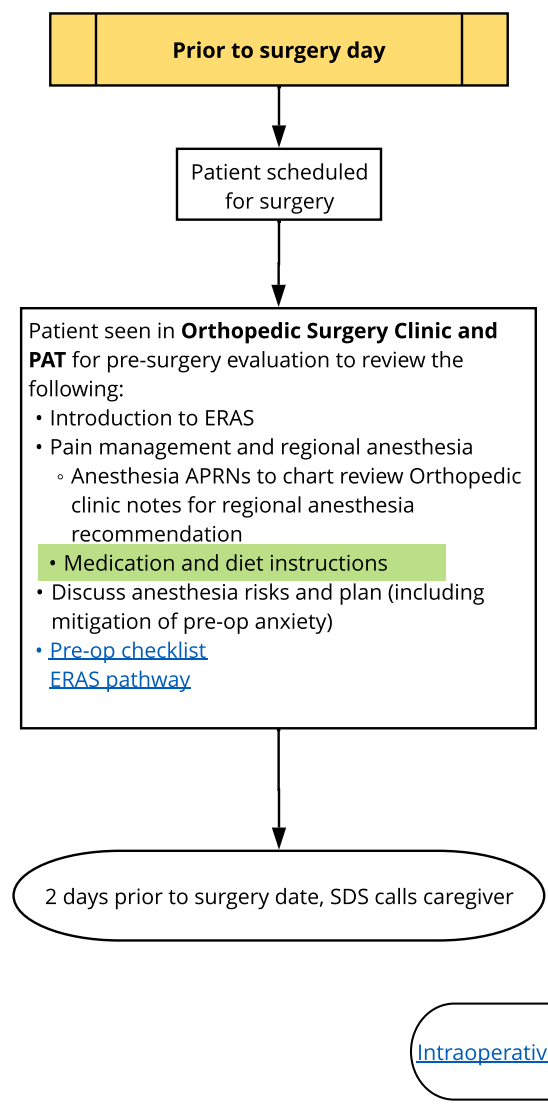 Prior to surgery day
Patient scheduled
for surgery
Patient seen in Orthopedic Surgery Clinic and
PAT for pre-surgery evaluation to review the
following:
• Introduction to ERAS
• Pain management and regional anesthesia
◦ Anesthesia APRNs to chart review Orthopedic
clinic notes for regional anesthesia
recommendation
• Medication and diet instructions
• Discuss anesthesia risks and plan (including
mitigation of pre-op anxiety)
• Pre-op checklist
ERAS pathway
2 days prior to surgery date, SDS calls caregiver
Intraoperativ